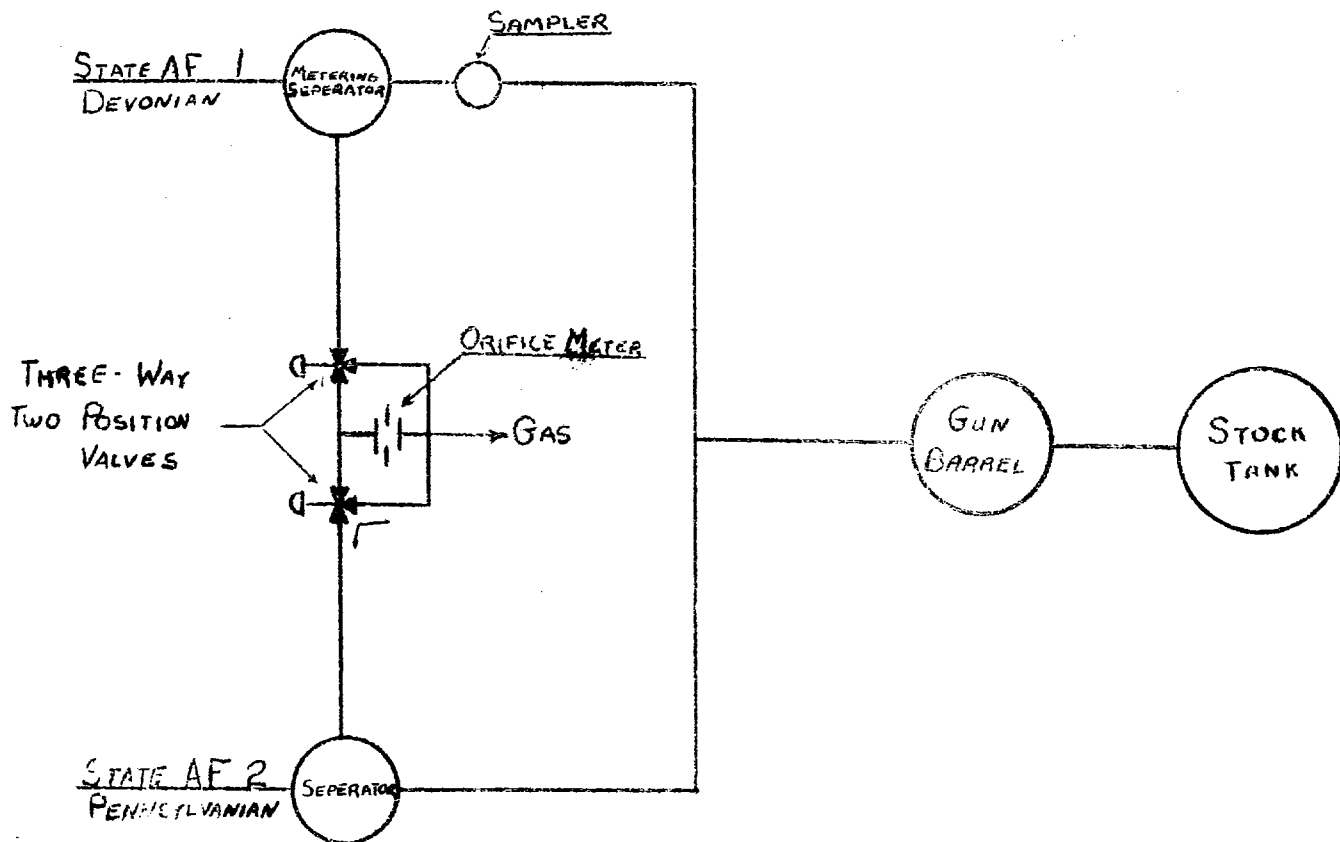 SAMPLER
STATE AF 1
DEVONIAN
METERING
SEPERATOR
ORIFICE METER
THREE-WAY
TWO POSITION
VALVES
GAS
GUN
BARREL
STOCK
TANK
STATE AF 2
PENNCYLVANIAN
SEPERATOR